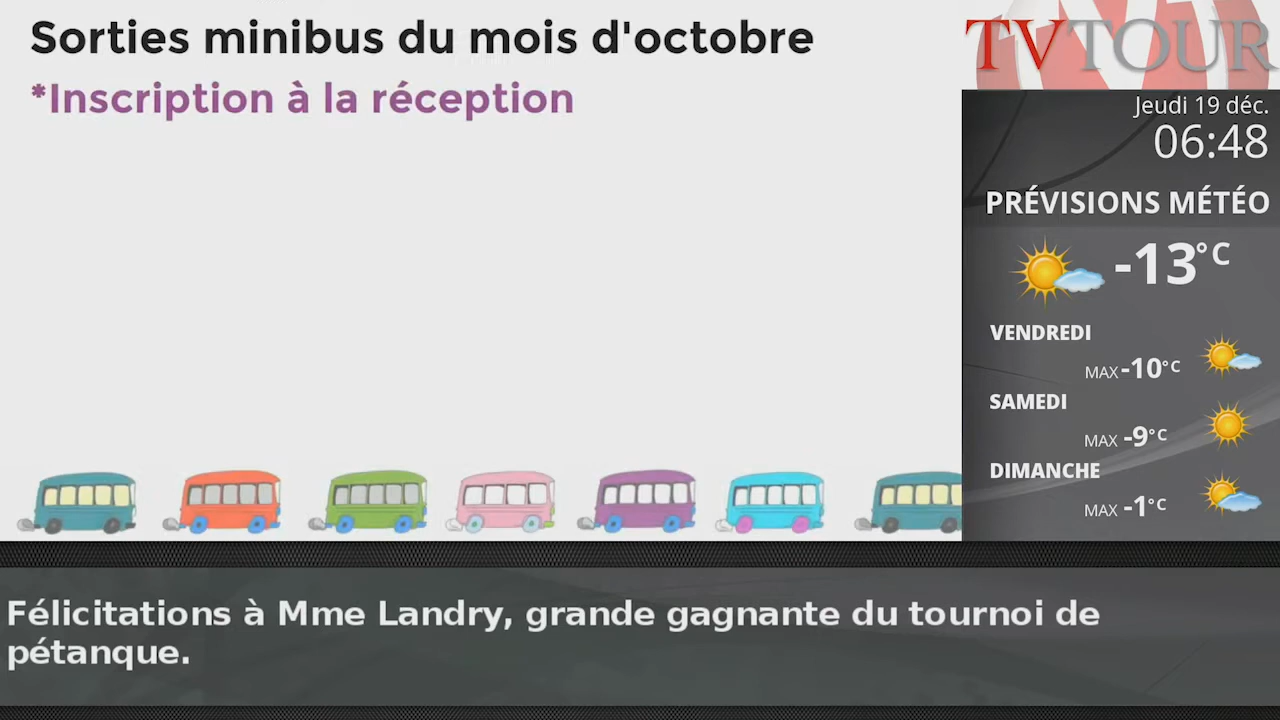 Sorties minibus du mois d'octobre
*Inscription à la réception
TVTOUR
Jeudi 19 déc.
06:48
PRÉVISIONS MÉTÉO
-13°C
VENDREDI
MAX -10°C
SAMEDI
MAX -9°C
DIMANCHE
MAX -1°C
Félicitations à Mme Landry, grande gagnante du tournoi de
pétanque.